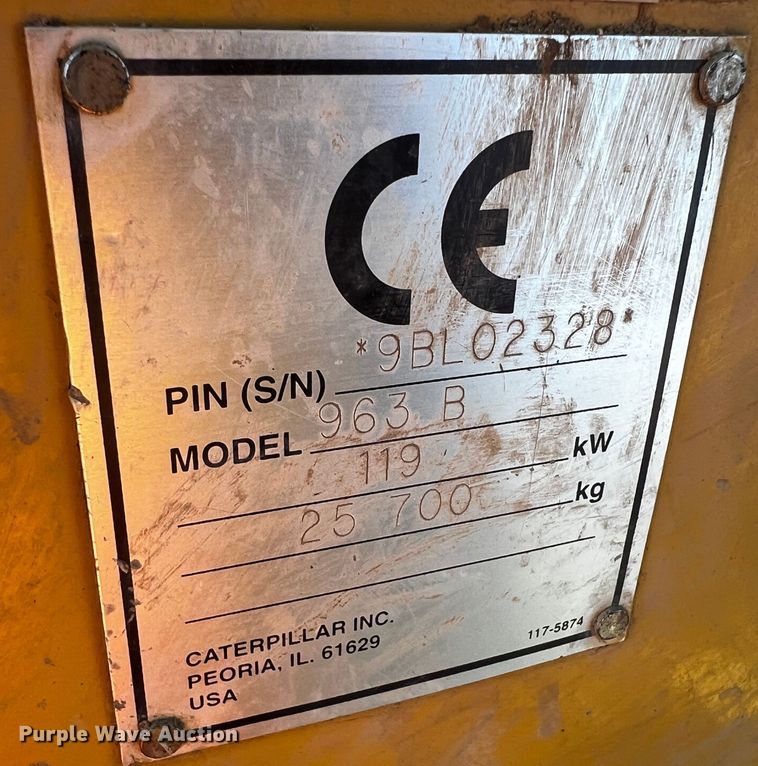 CE
PIN (S/N) *9BL02328*
MODEL 963 B
119 kW
25 700 kg
CATERPILLAR INC.
PEORIA, IL. 61629
USA
117-5874
Purple Wave Auction